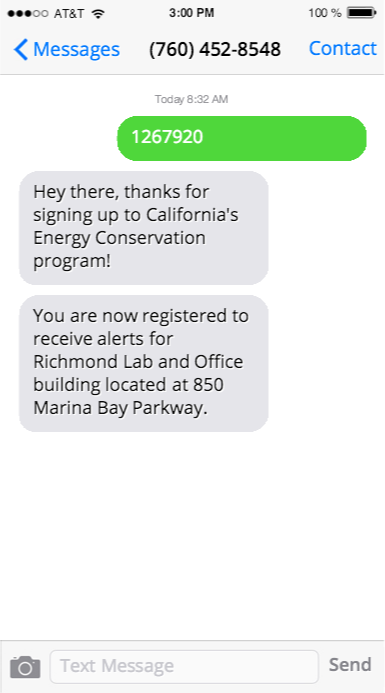 AT&T 3:00 PM 100 %
Messages (760) 452-8548 Contact
Today 8:32 AM
1267920
Hey there, thanks for
signing up to California's
Energy Conservation
program!
You are now registered to
receive alerts for
Richmond Lab and Office
building located at 850
Marina Bay Parkway.
Text Message Send